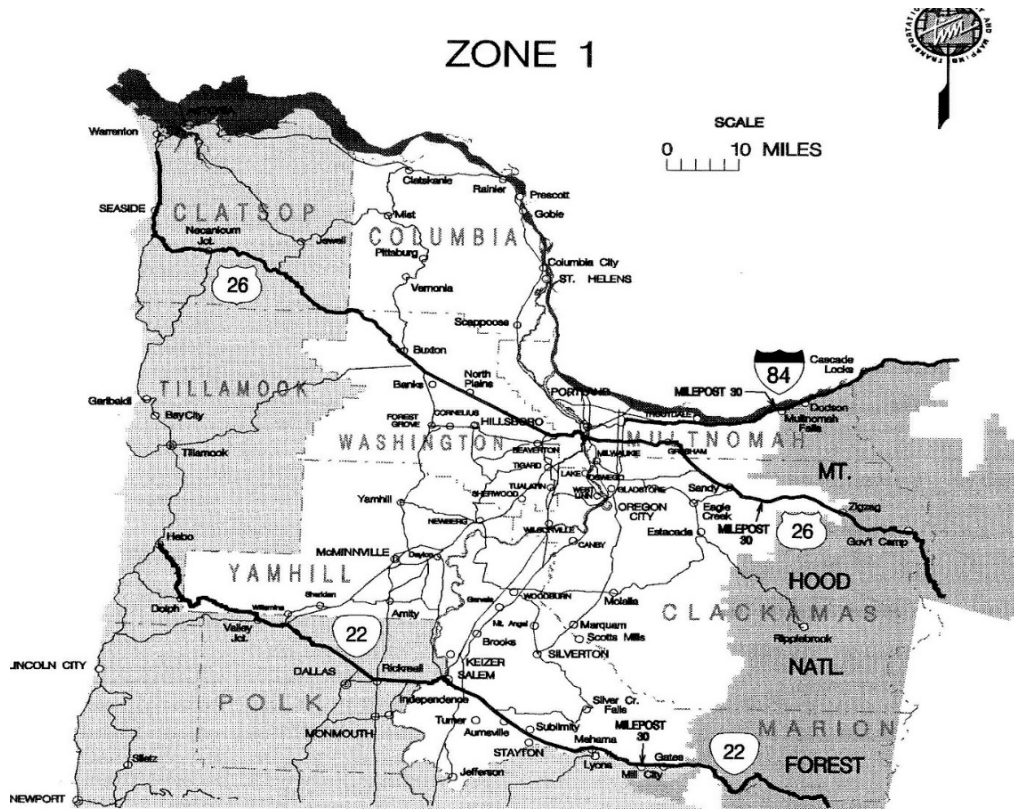 ZONE 1
TRANSPORTATION
AND MAPPING
SCALE
0 10 MILES
Warrenton
Clatskanie
Rainier
Prescott
SEASIDE
CLATSOP
Mist
Goble
Necanicum
Jct.
Jewell
COLUMBIA
Pittsburg
Columbia City
ST. HELENS
26
Vernonia
Scappoose
Buxton
Cascade
Locks
84
TILLAMOOK
Banks
North
Plains
PORTLAND
MILEPOST 30
Dodson
Multnomah
Falls
Garibaldi
Bay City
FOREST
GROVE
CORNELIUS
HILLSBORO
TROUTDALE
WASHINGTON
MULTNOMAH
Tillamook
BEAVERTON
MILWAUKIE
GRESHAM
TIGARD
LAKE
OSWEGO
MT.
Yamhill
SHERWOOD
TUALATIN
WEST
LINN
GLADSTONE
Sandy
OREGON
CITY
Eagle
Creek
MILEPOST
30
Zigzag
26
NEWBERG
WILSONVILLE
Estacada
Gov't Camp
Hebo
McMINNVILLE
Dayton
CANBY
YAMHILL
HOOD
Sheridan
Gervais
WOODBURN
Molalla
CLACKAMAS
Dolph
Willamina
Amity
Valley
Jct.
22
Mt. Angel
Marquam
Brooks
Scotts Mills
Ripplebrook
LINCOLN CITY
DALLAS
Rickreall
KEIZER
SALEM
SILVERTON
NATL.
POLK
Independence
Silver Cr.
Falls
MONMOUTH
Turner
Aumsville
Sublimity
MILEPOST
30
MARION
STAYTON
Mehama
22
Siletz
Lyons
Mill City
Gates
FOREST
Jefferson
NEWPORT